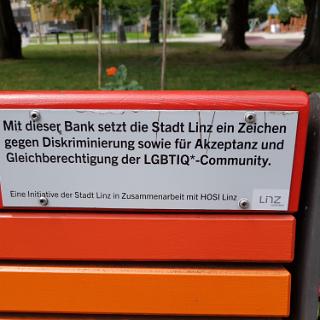 Linz
Mit dieser Bank setzt die Stadt Linz ein Zeichen
gegen Diskriminierung sowie für Akzeptanz und
Gleichberechtigung der LGBTIQ*-Community.
Eine Initiative der Stadt Linz in Zusammenarbeit mit HOSI Linz
Linz